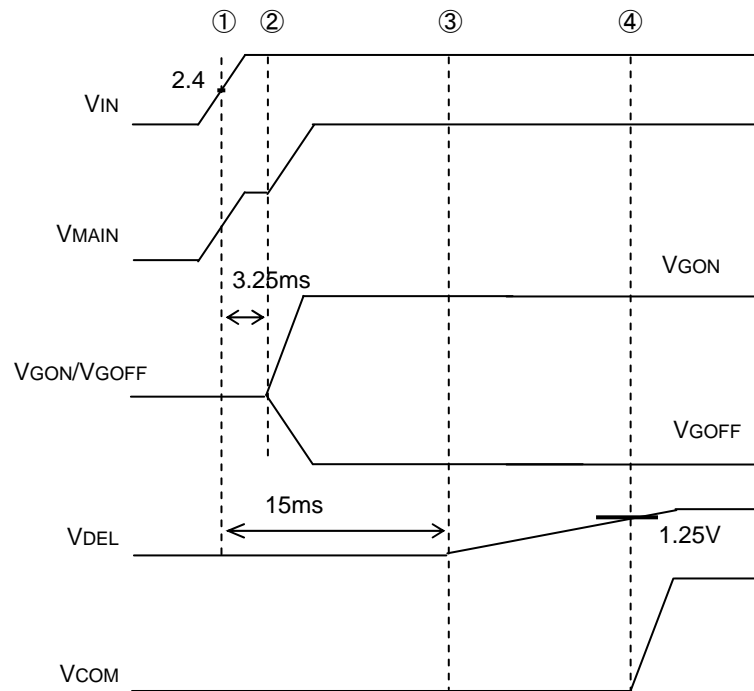 ① ② ③ ④
2.4
VIN
VMAIN
3.25ms
VGON
VGON/VGOFF
VGOFF
15ms
VDEL
1.25V
VCOM